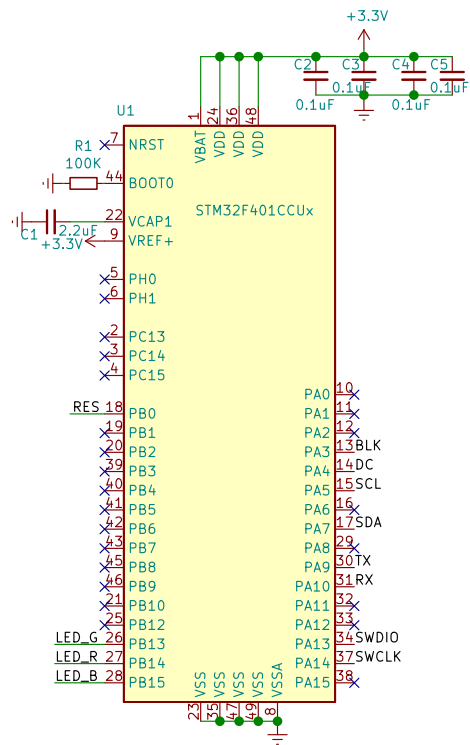 +3.3V
C2 C3 C4 C5
0.1uF 0.1uF 0.1uF 0.1uF
U1
1 24 36 48
VBAT VDD VDD VDD
R1 7 NRST
100K
44 BOOT0
STM32F401CCUx
22 VCAP1
C1 2.2uF
+3.3V 9 VREF+
5 PH0
6 PH1
2 PC13
3 PC14
4 PC15
PA0 10
RES 18 PB0 PA1 11
19 PB1 PA2 12
20 PB2 PA3 13 BLK
39 PB3 PA4 14 DC
40 PB4 PA5 15 SCL
41 PB5 PA6 16
42 PB6 PA7 17 SDA
43 PB7 PA8 29
45 PB8 PA9 30 TX
46 PB9 PA10 31 RX
21 PB10 PA11 32
25 PB12 PA12 33
LED_G 26 PB13 PA13 34 SWDIO
LED_R 27 PB14 PA14 37 SWCLK
LED_B 28 PB15 PA15 38
VSS VSS VSS VSS VSSA
23 35 47 49 8